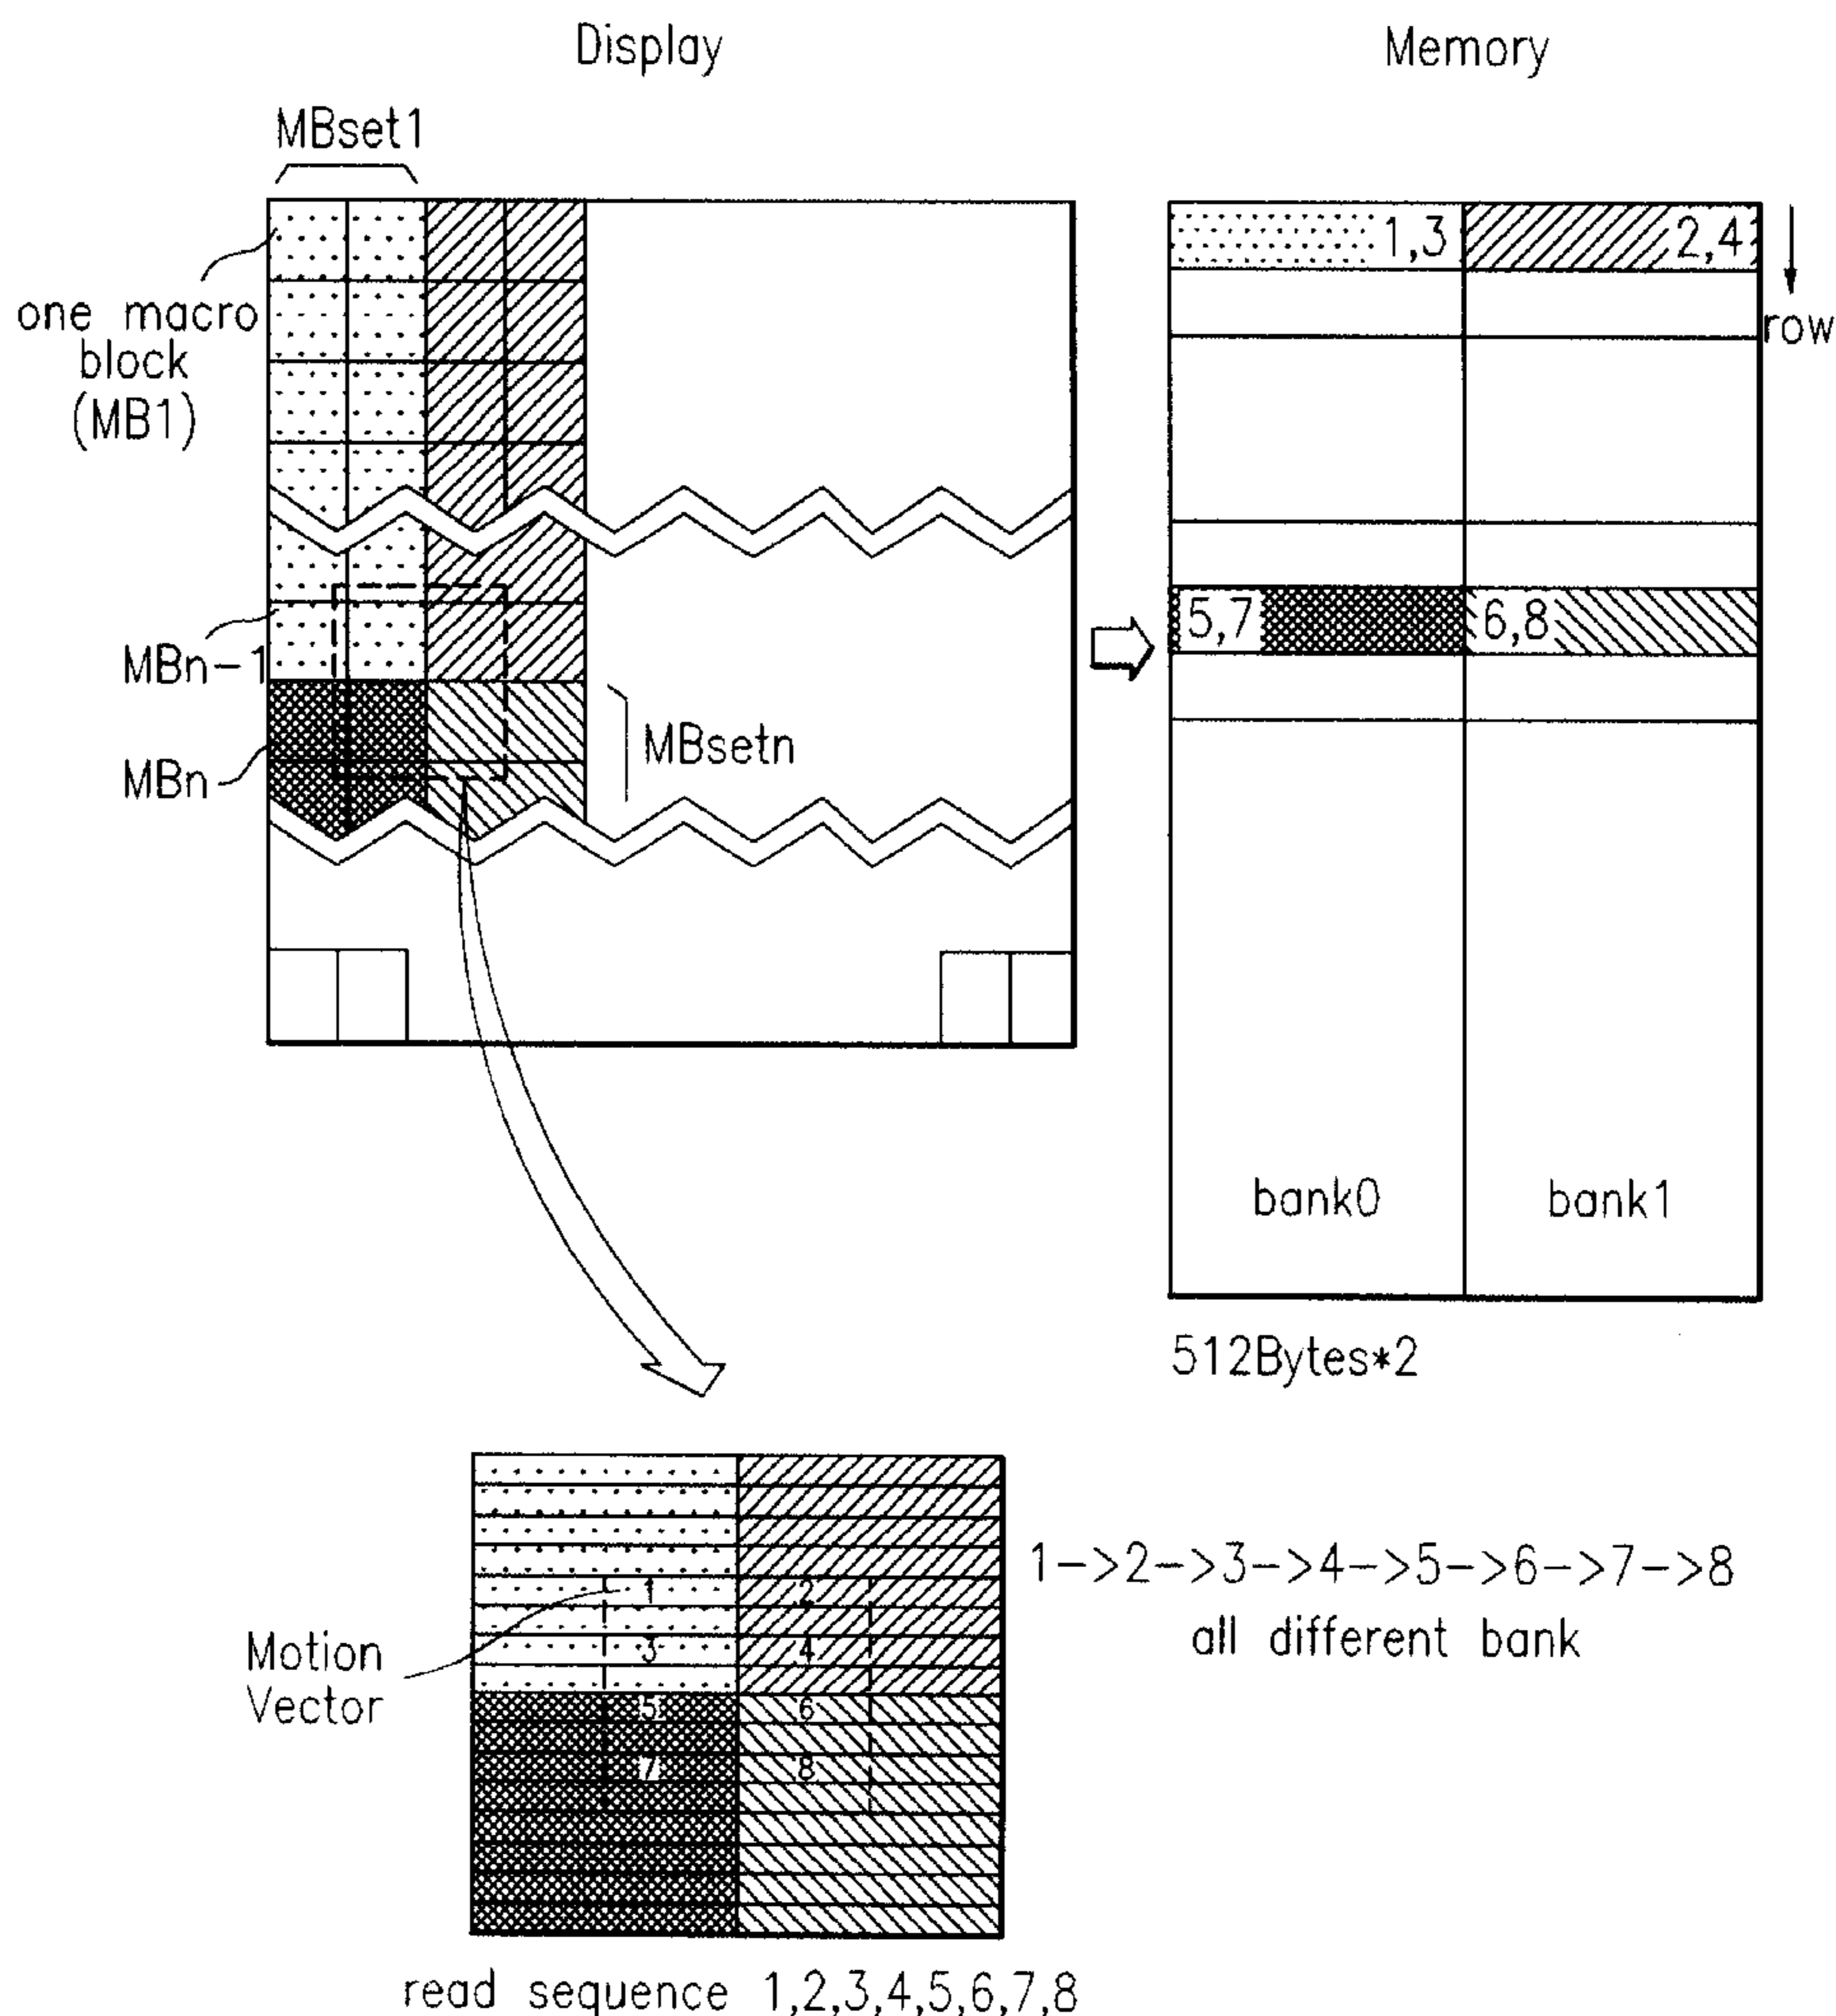 Display
Memory
MBset1
1,3
2,4
one macro
block
(MB1)
row
MBn-1
5,7
6,8
MBsetn
MBn
bank0
bank1
512Bytes*2
1->2->3->4->5->6->7->8
all different bank
1
2
3
4
Motion
Vector
5
6
7
8
read sequence 1,2,3,4,5,6,7,8